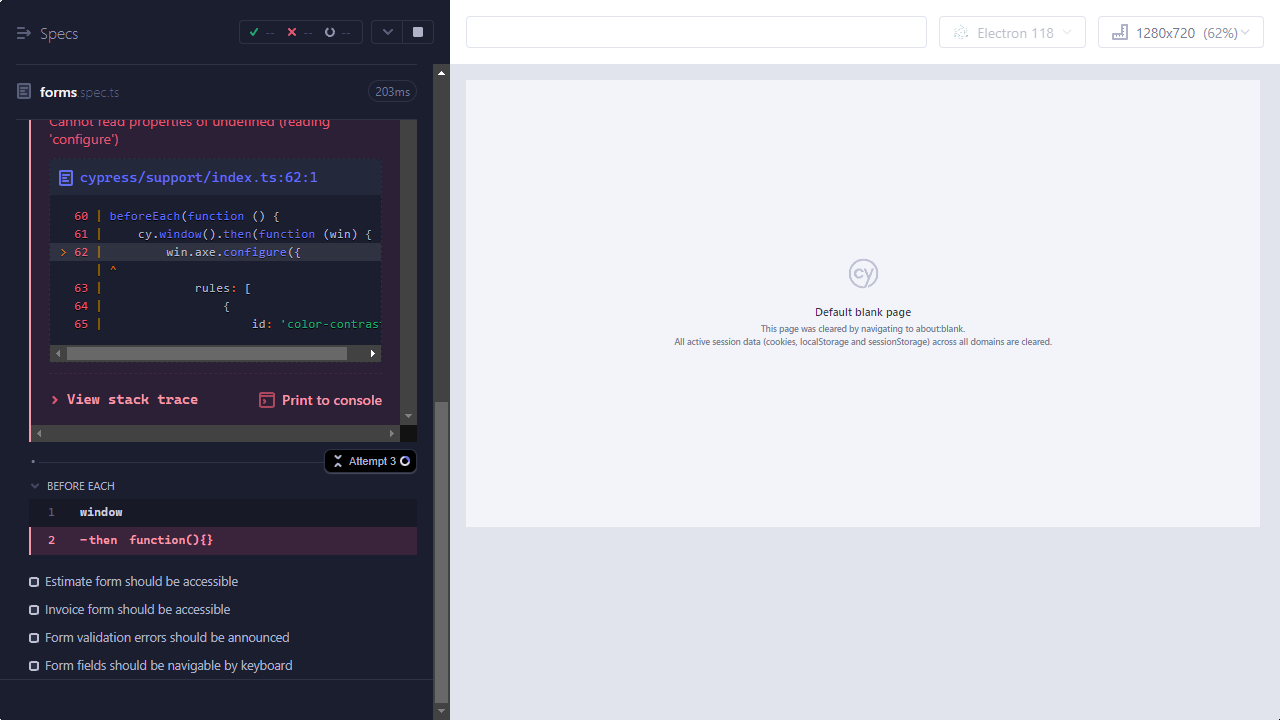 Specs
--
--
--
Electron 118
1280x720 (62%)
forms.spec.ts
203ms
Cannot read properties of undefined (reading
'configure')
cypress/support/index.ts:62:1
60 | beforeEach(function () {
61 |     cy.window().then(function (win) {
> 62 |         win.axe.configure({
| ^
63 |             rules: [
64 |                 {
65 |                     id: 'color-contrast
View stack trace
Print to console
Attempt 3
BEFORE EACH
1 window
2 -then function(){}
Estimate form should be accessible
Invoice form should be accessible
Form validation errors should be announced
Form fields should be navigable by keyboard
cy
Default blank page
This page was cleared by navigating to about:blank.
All active session data (cookies, localStorage and sessionStorage) across all domains are cleared.